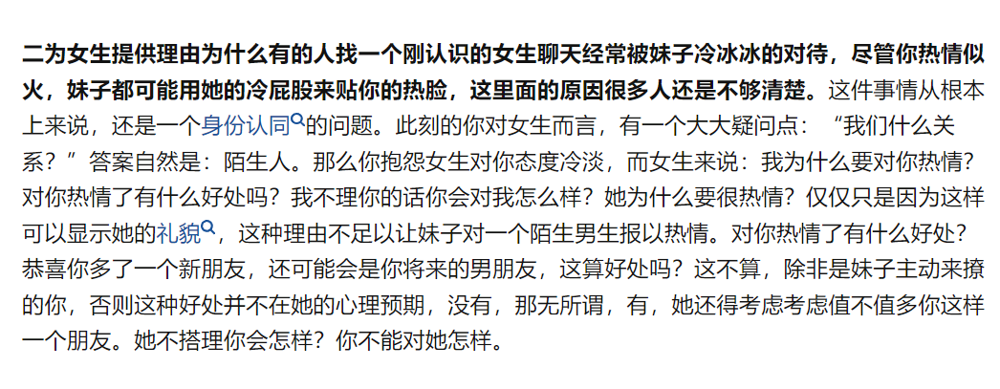 二为女生提供理由为什么有的人找一个刚认识的女生聊天经常被妹子冷冰冰的对待，尽管你热情似
火，妹子都可能用她的冷屁股来贴你的热脸，这里面的原因很多人还是不够清楚。这件事情从根本
上来说，还是一个身份认同的问题。此刻的你对女生而言，有一个大大疑问点：“我们什么关
系？”答案自然是：陌生人。那么你抱怨女生对你态度冷淡，而女生来说：我为什么要对你热情？
对你热情了有什么好处吗？我不理你的话你会对我怎么样？她为什么要很热情？仅仅只是因为这样
可以显示她的礼貌，这种理由不足以让妹子对一个陌生男生报以热情。对你热情了有什么好处？
恭喜你多了一个新朋友，还可能会是你将来的男朋友，这算好处吗？这不算，除非是妹子主动来撩
的你，否则这种好处并不在她的心理预期，没有，那无所谓，有，她还得考虑考虑值不值多你这样
一个朋友。她不搭理你会怎样？你不能对她怎样。